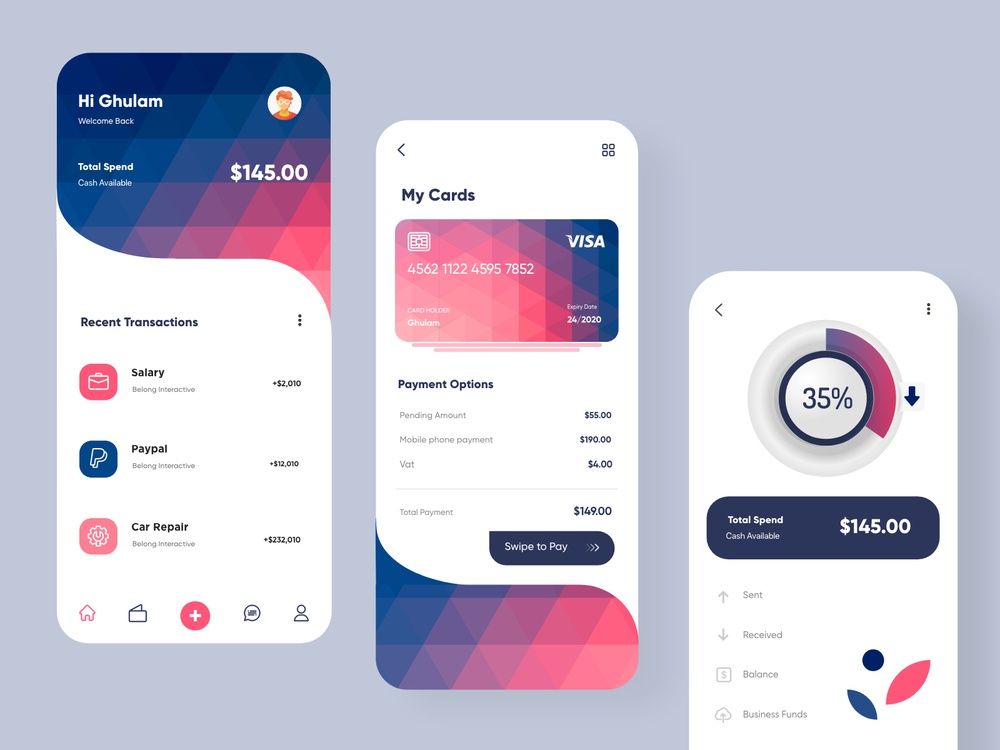 Hi Ghulam
Welcome Back
Total Spend
$145.00
Cash Available
Recent Transactions
Salary
Belong Interactive
+$2,010
Paypal
Belong Interactive
+$12,010
Car Repair
Belong Interactive
+$232,010
My Cards
VISA
4562 1122 4595 7852
CARD HOLDER
Ghulam
Expiry Date
24/2020
Payment Options
Pending Amount $55.00
Mobile phone payment $190.00
Vat $4.00
Total Payment $149.00
Swipe to Pay
35%
Total Spend
$145.00
Cash Available
Sent
Received
Balance
Business Funds